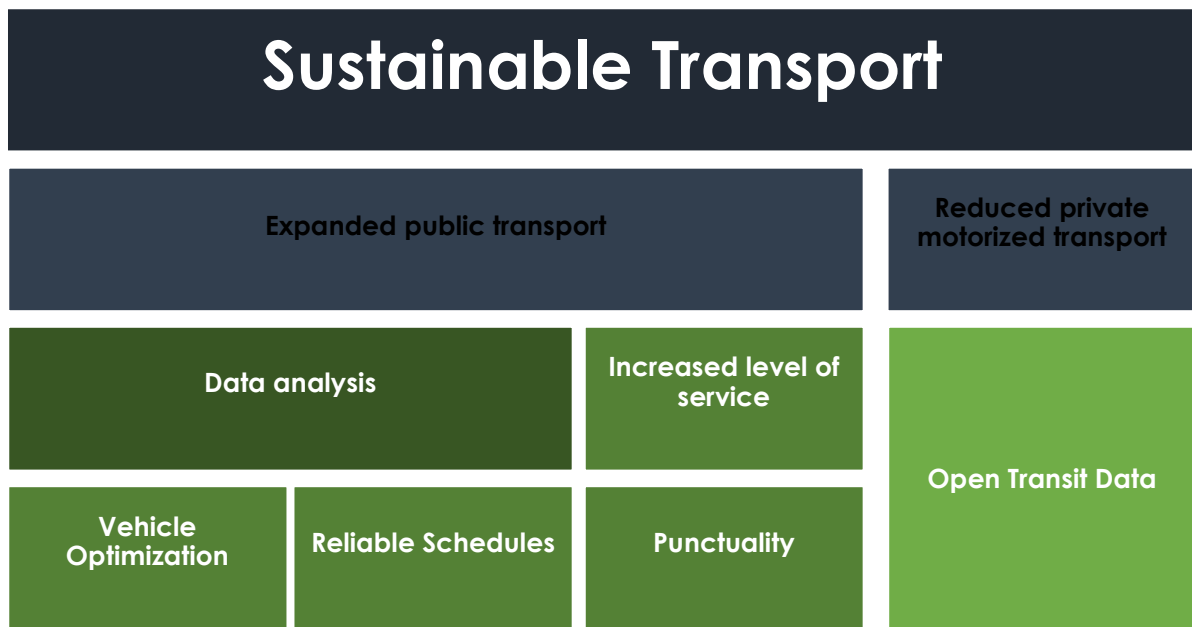 Sustainable Transport
Expanded public transport
Reduced private
motorized transport
Data analysis
Increased level of
service
Open Transit Data
Vehicle
Optimization
Reliable Schedules
Punctuality